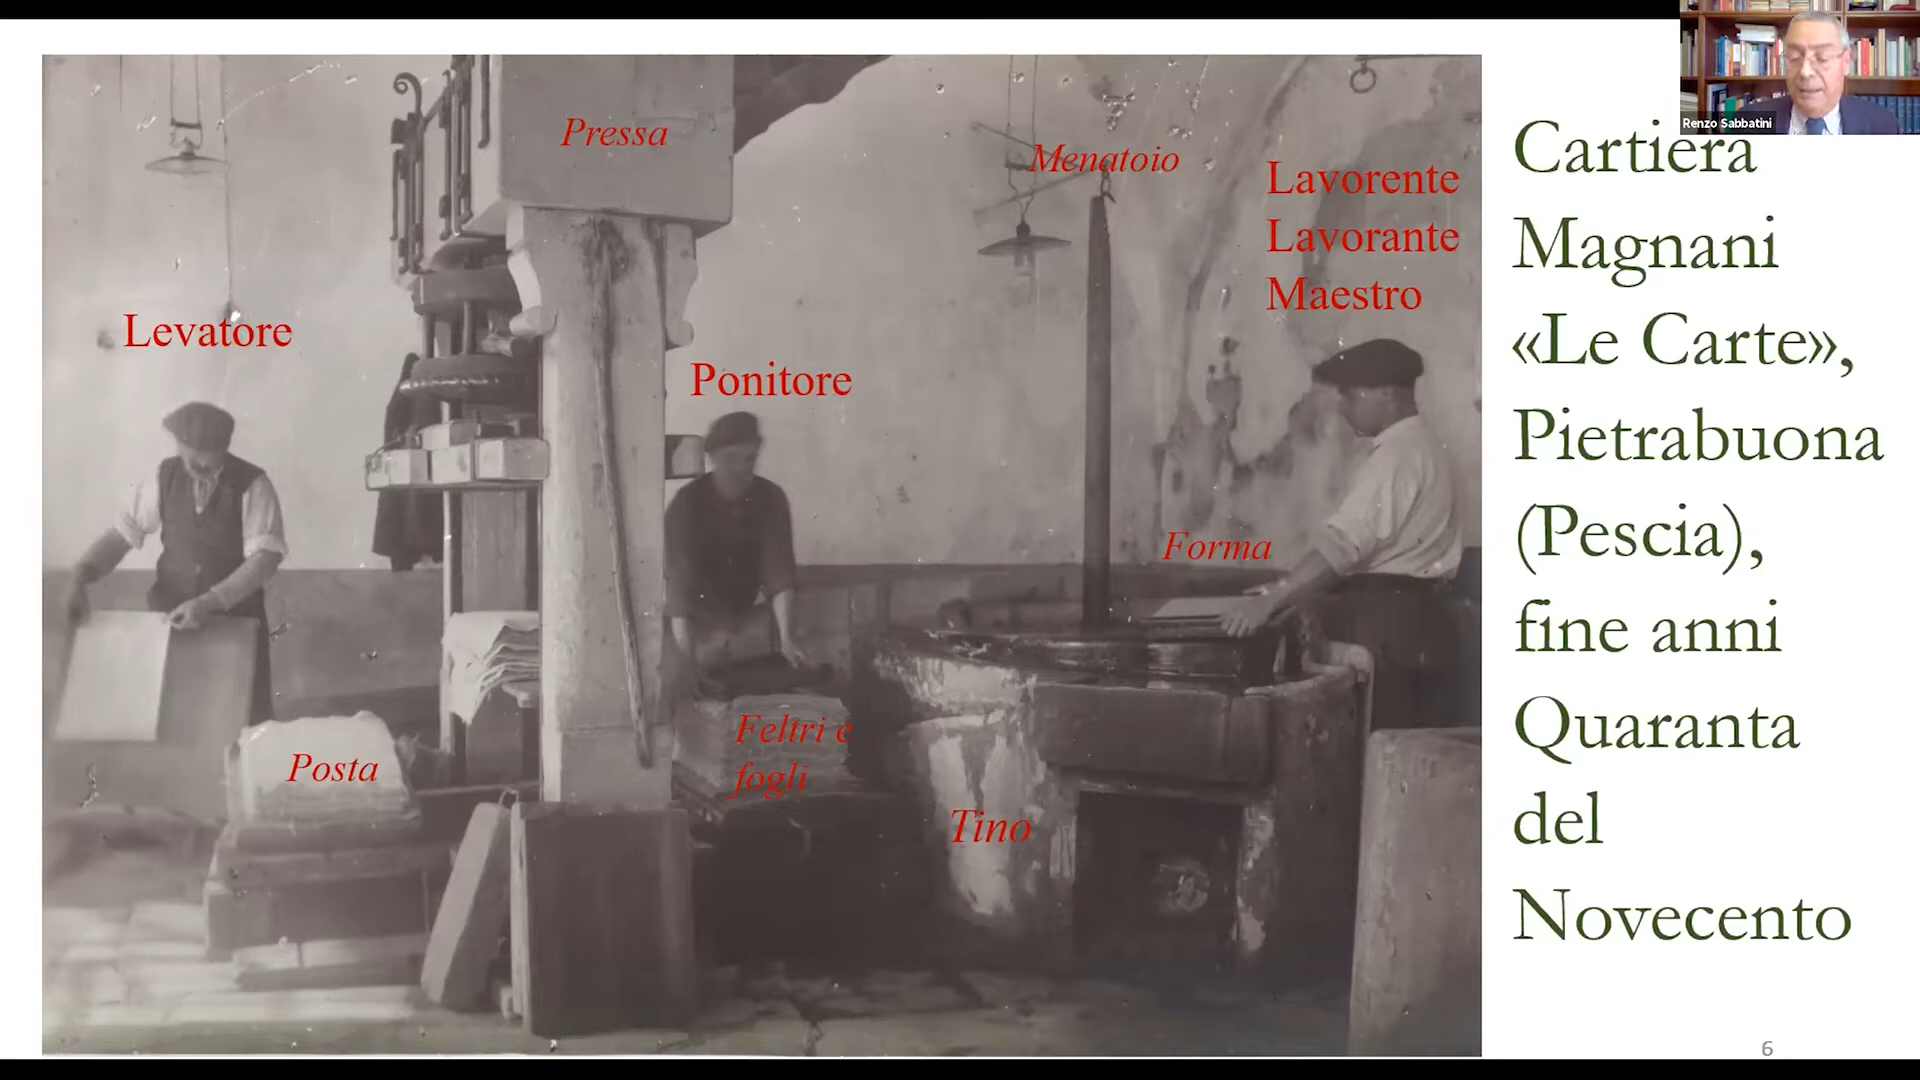 Renzo Sabbatini
Pressa
Menatoio
Lavorente
Lavorante
Maestro
Levatore
Ponitore
Forma
Feltri e
fogli
Posta
Tino
Cartiera
Magnani
«Le Carte»,
Pietrabuona
(Pescia),
fine anni
Quaranta
del
Novecento
6